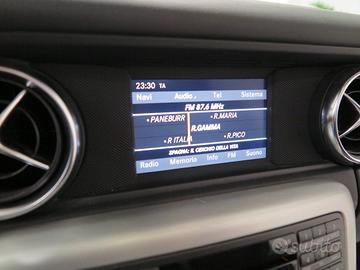 23:30 TA
Navi Audio Tel Sistema
FM 87.6 MHz
PANEBURR R.MARIA
R.GAMMA
R ITALI R.PICO
SPAGNA: IL CERCHIO DELLA VITA
Radio Memoria Info FM Suono
subito